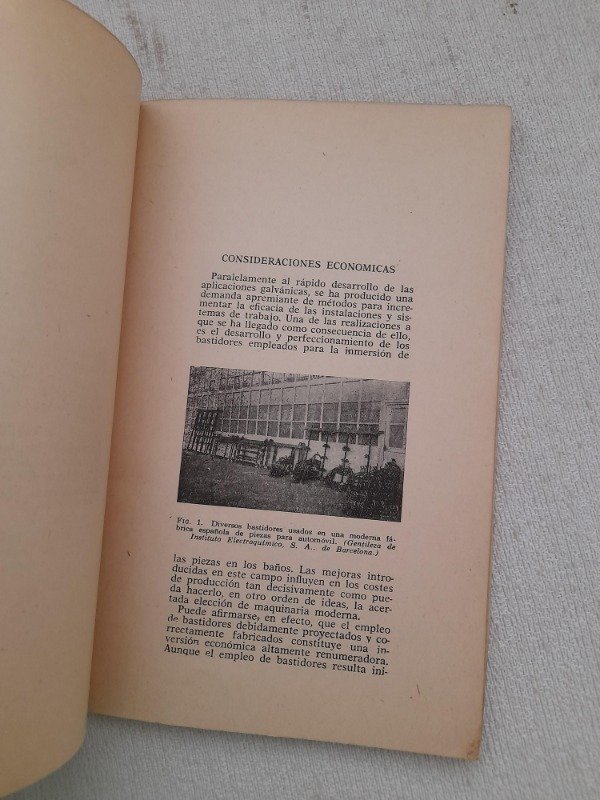 CONSIDERACIONES ECONOMICAS
Paralelamente al rápido desarrollo de las
aplicaciones galvánicas, se ha producido una
demanda apremiante de métodos para incre-
mentar la eficacia de las instalaciones y sis-
temas de trabajo. Una de las realizaciones a
que se ha llegado como consecuencia de ello,
es el desarrollo y perfeccionamiento de los
bastidores empleados para la inmersión de
FIG. 1. Diversos bastidores usados en una moderna fá-
brica española de piezas para automóvil. (Gentileza de
Instituto Electroquímico, S. A., de Barcelona.)
las piezas en los baños. Las mejoras intro-
ducidas en este campo influyen en los costes
de producción tan decisivamente como pue-
da hacerlo, en otro orden de ideas, la acer-
tada elección de maquinaria moderna.
Puede afirmarse, en efecto, que el empleo
de bastidores debidamente proyectados y co-
rrectamente fabricados constituye una in-
versión económica altamente renumeradora.
Aunque el empleo de bastidores resulta ini-